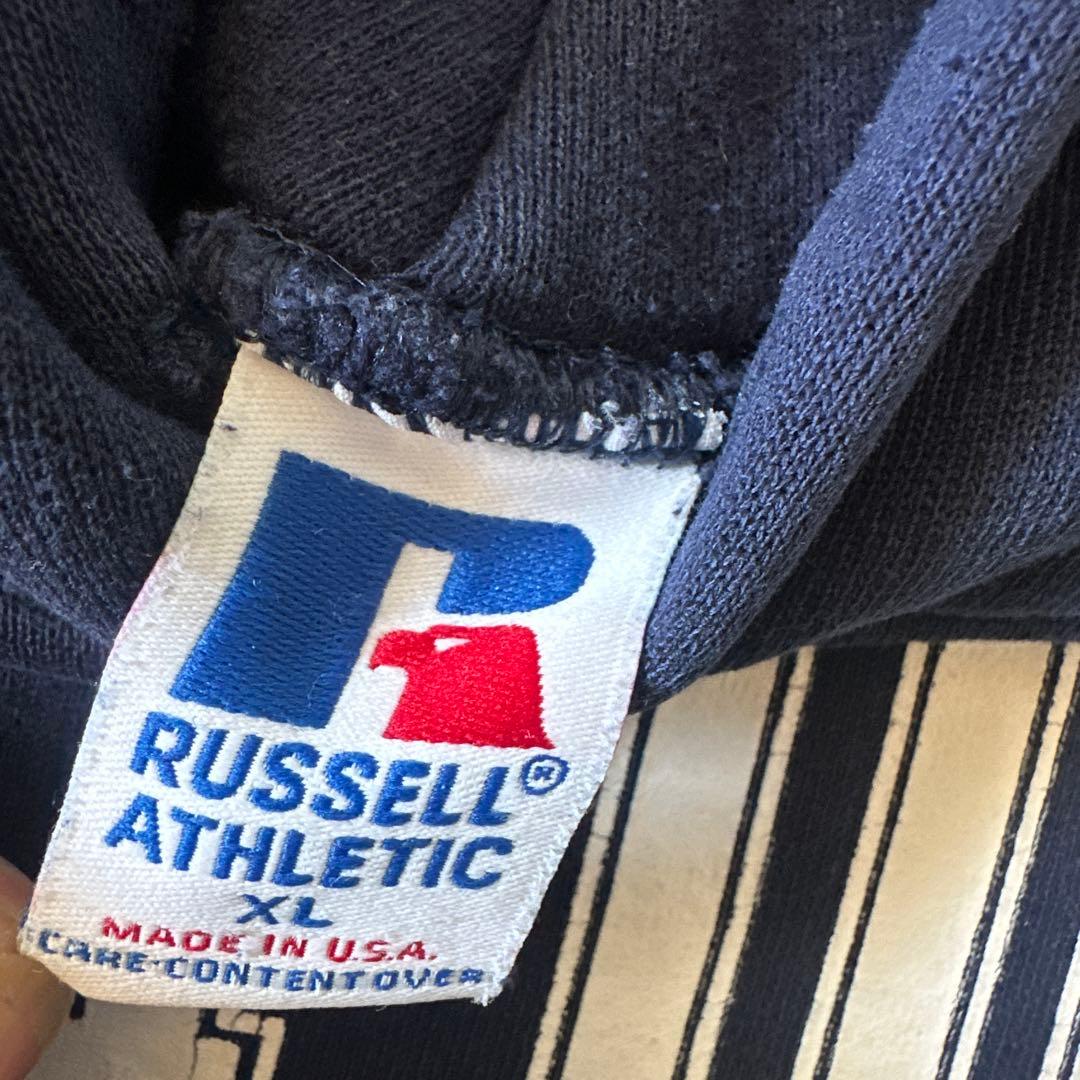 RUSSELL®
ATHLETIC
XL
MADE IN U.S.A.
CARE·CONTENT OVER